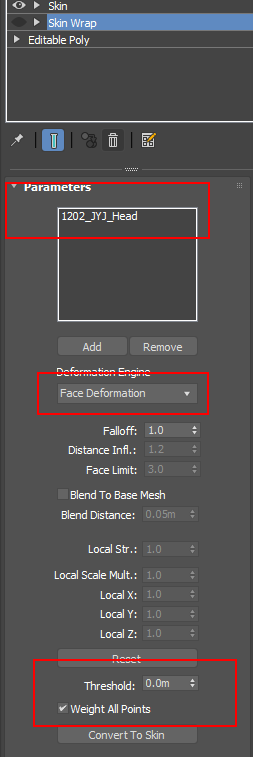 Skin
Skin Wrap
Editable Poly
Parameters
1202_JYJ_Head
Add Remove
Deformation Engine
Face Deformation
Falloff: 1.0
Distance Infl.: 1.2
Face Limit: 3.0
Blend To Base Mesh
Blend Distance: 0.05m
Local Str.: 1.0
Local Scale Mult.: 1.0
Local X: 1.0
Local Y: 1.0
Local Z: 1.0
Reset
Threshold: 0.0m
Weight All Points
Convert To Skin